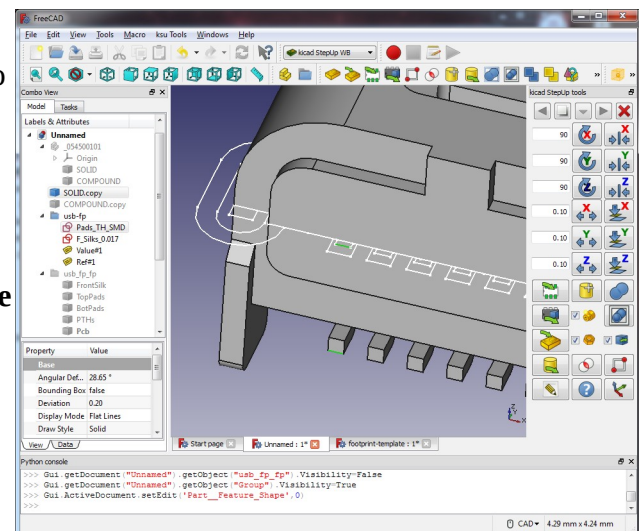 FreeCAD
File Edit View Tools Macro ksu Tools Windows Help
kicad StepUp WB
o
Combo View
kicad StepUp tools
Model Tasks
Labels & Attributes
Unnamed
_054500101
Origin
SOLID
COMPOUND
SOLID.copy
COMPOUND.copy
usb-fp
Pads_TH_SMD
F_Silks_0.017
Value#1
Ref#1
usb_fp_fp
FrontSilk
TopPads
BotPads
PTHs
Pcb
e
90 X X
90 Y Y
90 Z Z
0.10 X X
0.10 Y Y
0.10 Z Z
Property Value
Base
Angular Def... 28.65 °
Bounding Box false
Deviation 0.20
Display Mode Flat Lines
Draw Style Solid
View Data
Start page Unnamed : 1* footprint-template : 1*
Python console
>>> Gui.getDocument("Unnamed").getObject("usb_fp_fp").Visibility=False
>>> Gui.getDocument("Unnamed").getObject("Group").Visibility=True
>>> Gui.ActiveDocument.setEdit('Part__Feature_Shape',0)
>>>
CAD 4.29 mm x 4.24 mm